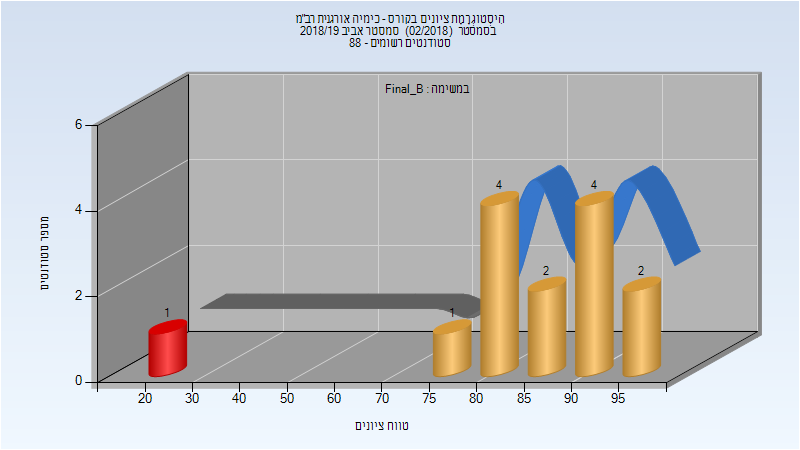 היסטוגרמת ציונים בקורס - כימיה אורגנית רב"מ
בסמסטר (02/2018) סמסטר אביב 2018/19
סטודנטים רשומים - 88
במשימה : Final_B
מספר סטודנטים
6
4
2
0
1
1
4
2
4
2
20 30 40 50 60 70 75 80 85 90 95
טווח ציונים